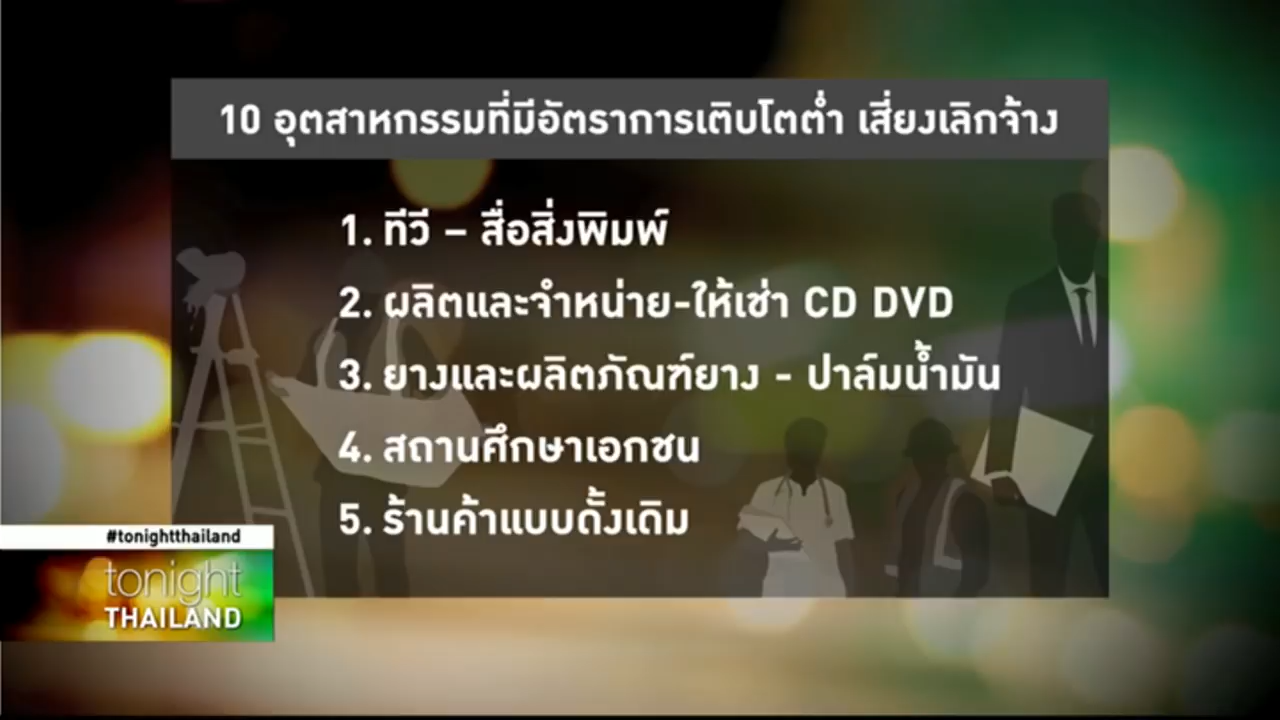 10 อุตสาหกรรมที่มีอัตราการเติบโตต่ำ เสี่ยงเลิกจ้าง
1. ทีวี – สื่อสิ่งพิมพ์
2. ผลิตและจำหน่าย-ให้เช่า CD DVD
3. ยางและผลิตภัณฑ์ยาง - ปาล์มน้ำมัน
4. สถานศึกษาเอกชน
5. ร้านค้าแบบดั้งเดิม
#tonightthailand
tonight
THAILAND